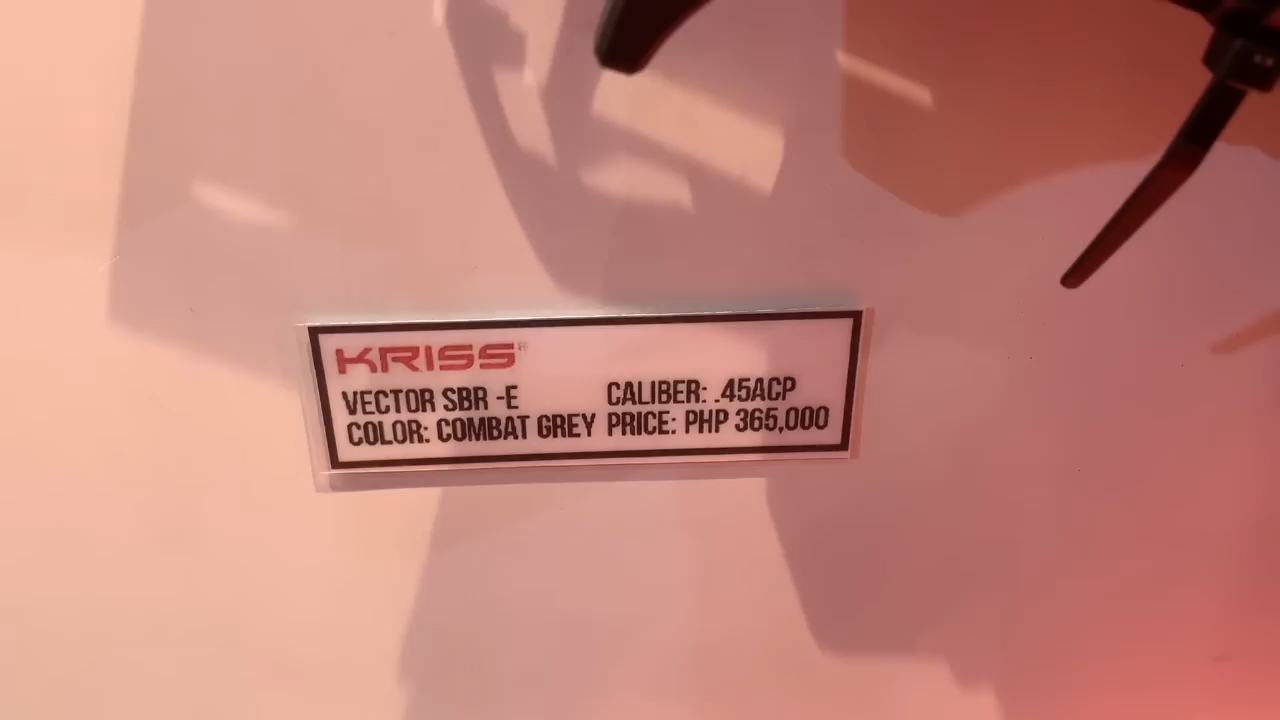 KRISS®
VECTOR SBR -E
COLOR: COMBAT GREY
CALIBER: .45ACP
PRICE: PHP 365,000